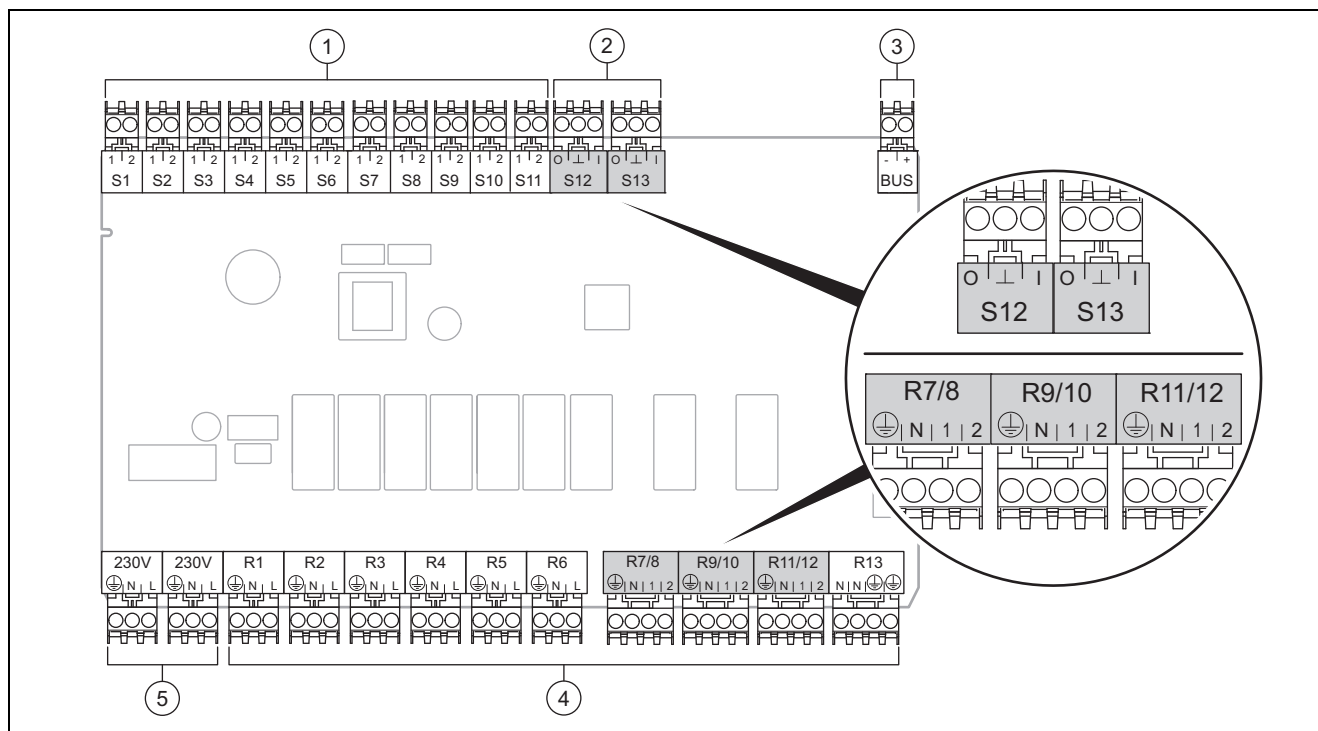 1 2 3
1 2 1 2 1 2 1 2 1 2 1 2 1 2 1 2 1 2 1 2 1 2 O ⊥ I O ⊥ I - +
S1 S2 S3 S4 S5 S6 S7 S8 S9 S10 S11 S12 S13 BUS
O ⊥ I O ⊥ I
S12 S13
R7/8 R9/10 R11/12
⏚ | N | 1 | 2 ⏚ | N | 1 | 2 ⏚ | N | 1 | 2
230V 230V R1 R2 R3 R4 R5 R6 R7/8 R9/10 R11/12 R13
⏚ N L ⏚ N L ⏚ N L ⏚ N L ⏚ N L ⏚ N L ⏚ N L ⏚ N L ⏚ | N | 1 | 2 ⏚ | N | 1 | 2 ⏚ | N | 1 | 2 N | N | ⏚ ⏚
5 4